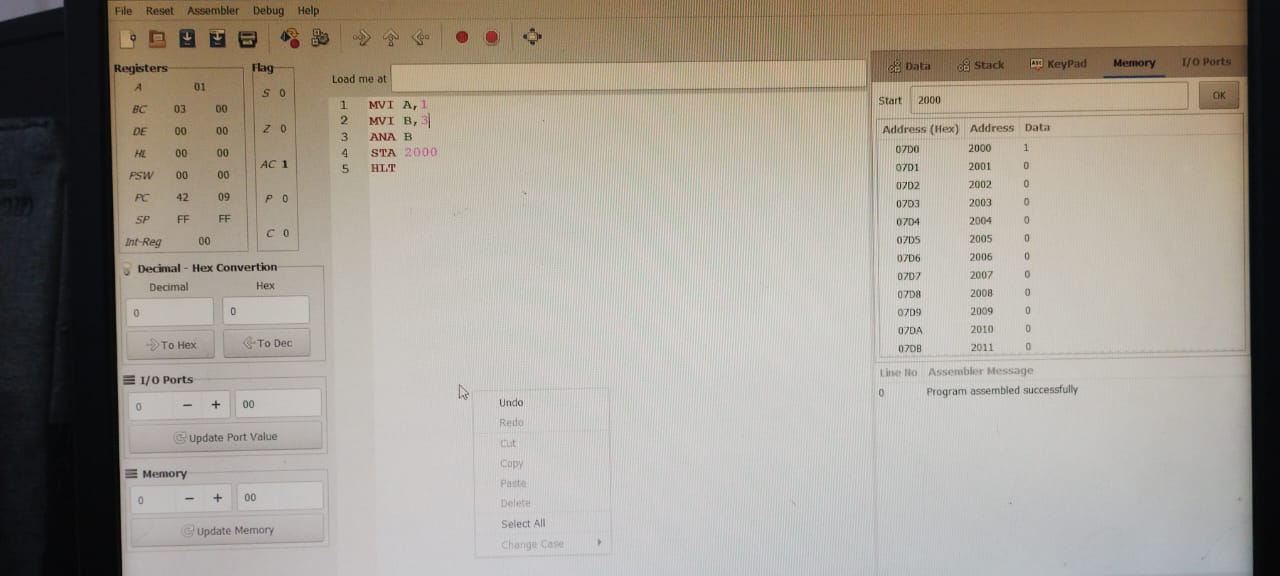 File Reset Assembler Debug Help
Registers
A 01
BC 03 00
DE 00 00
HL 00 00
PSW 00 00
PC 42 09
SP FF FF
Int-Reg 00
Flag
S 0
Z 0
AC 1
P 0
C 0
Decimal - Hex Convertion
Decimal Hex
0 0
To Hex To Dec
I/O Ports
0 − + 00
Update Port Value
Memory
0 − + 00
Update Memory
Load me at
1 MVI A,1
2 MVI B,3
3 ANA B
4 STA 2000
5 HLT
Undo
Redo
Cut
Copy
Paste
Delete
Select All
Change Case
Data Stack KeyPad Memory I/O Ports
Start 2000 OK
Address (Hex) Address Data
07D0 2000 1
07D1 2001 0
07D2 2002 0
07D3 2003 0
07D4 2004 0
07D5 2005 0
07D6 2006 0
07D7 2007 0
07D8 2008 0
07D9 2009 0
07DA 2010 0
07DB 2011 0
Line No Assembler Message
0 Program assembled successfully